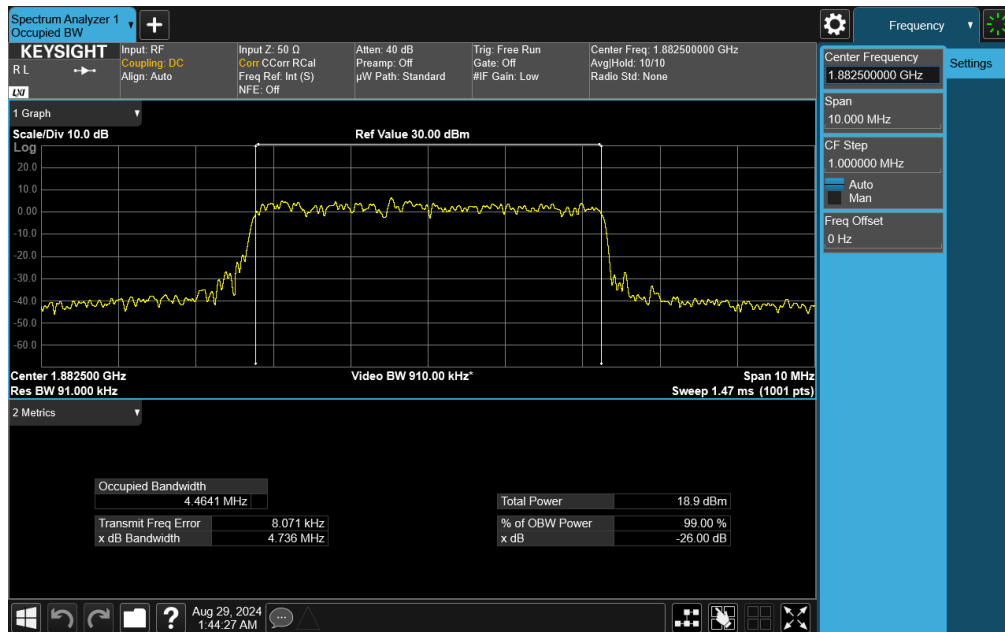 Spectrum Analyzer 1
Occupied BW
Frequency
KEYSIGHT
R L
LXI
Input: RF
Coupling: DC
Align: Auto
Input Z: 50 Ω
Corr CCorr RCal
Freq Ref: Int (S)
NFE: Off
Atten: 40 dB
Preamp: Off
µW Path: Standard
Trig: Free Run
Gate: Off
#IF Gain: Low
Center Freq: 1.882500000 GHz
Avg|Hold: 10/10
Radio Std: None
Center Frequency
1.882500000 GHz
Settings
Span
10.000 MHz
CF Step
1.000000 MHz
Auto
Man
Freq Offset
0 Hz
1 Graph
Scale/Div 10.0 dB
Ref Value 30.00 dBm
Log
20.0
10.0
0.00
-10.0
-20.0
-30.0
-40.0
-50.0
-60.0
Center 1.882500 GHz
Video BW 910.00 kHz*
Span 10 MHz
Res BW 91.000 kHz
Sweep 1.47 ms (1001 pts)
2 Metrics
Occupied Bandwidth
4.4641 MHz
Total Power 18.9 dBm
Transmit Freq Error 8.071 kHz
% of OBW Power 99.00 %
x dB Bandwidth 4.736 MHz
x dB -26.00 dB
?
Aug 29, 2024
1:44:27 AM